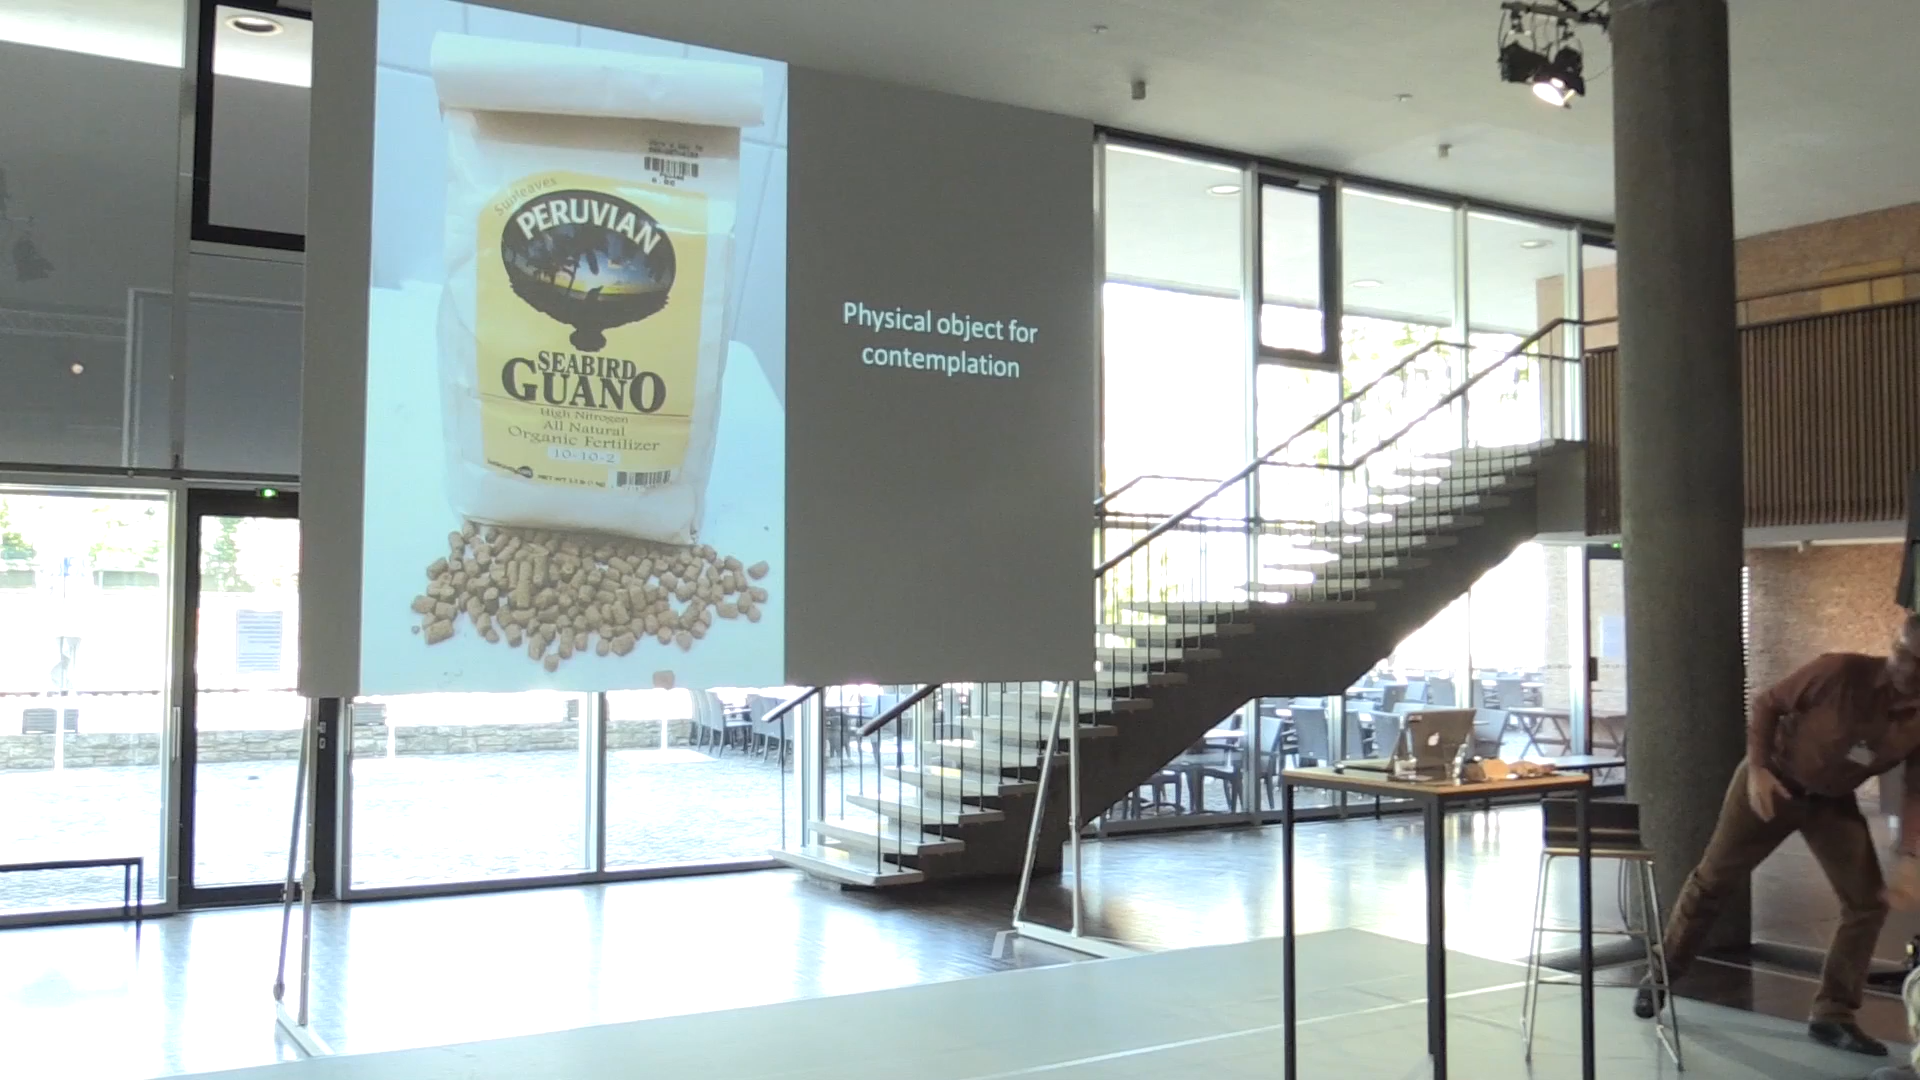 Sunleaves
PERUVIAN
SEABIRD
GUANO
High Nitrogen
All Natural
Organic Fertilizer
10-10-2
Physical object for
contemplation